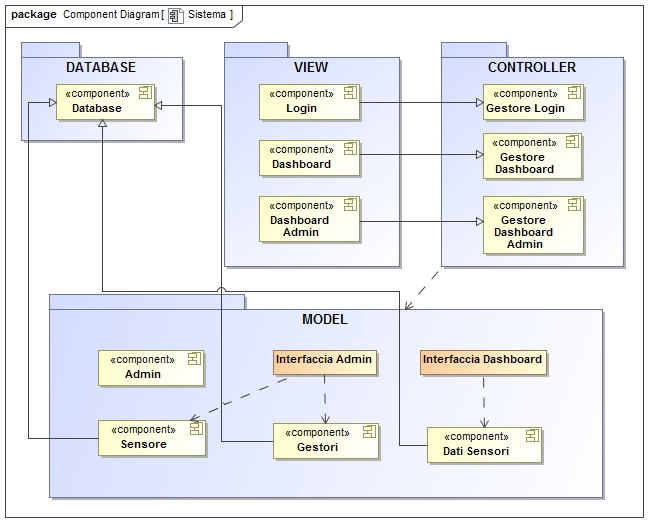 package Component Diagram [ Sistema ]
DATABASE
«component»
Database
VIEW
«component»
Login
«component»
Dashboard
«component»
Dashboard
Admin
CONTROLLER
«component»
Gestore Login
«component»
Gestore
Dashboard
«component»
Gestore
Dashboard
Admin
MODEL
«component»
Admin
Interfaccia Admin
Interfaccia Dashboard
«component»
Sensore
«component»
Gestori
«component»
Dati Sensori